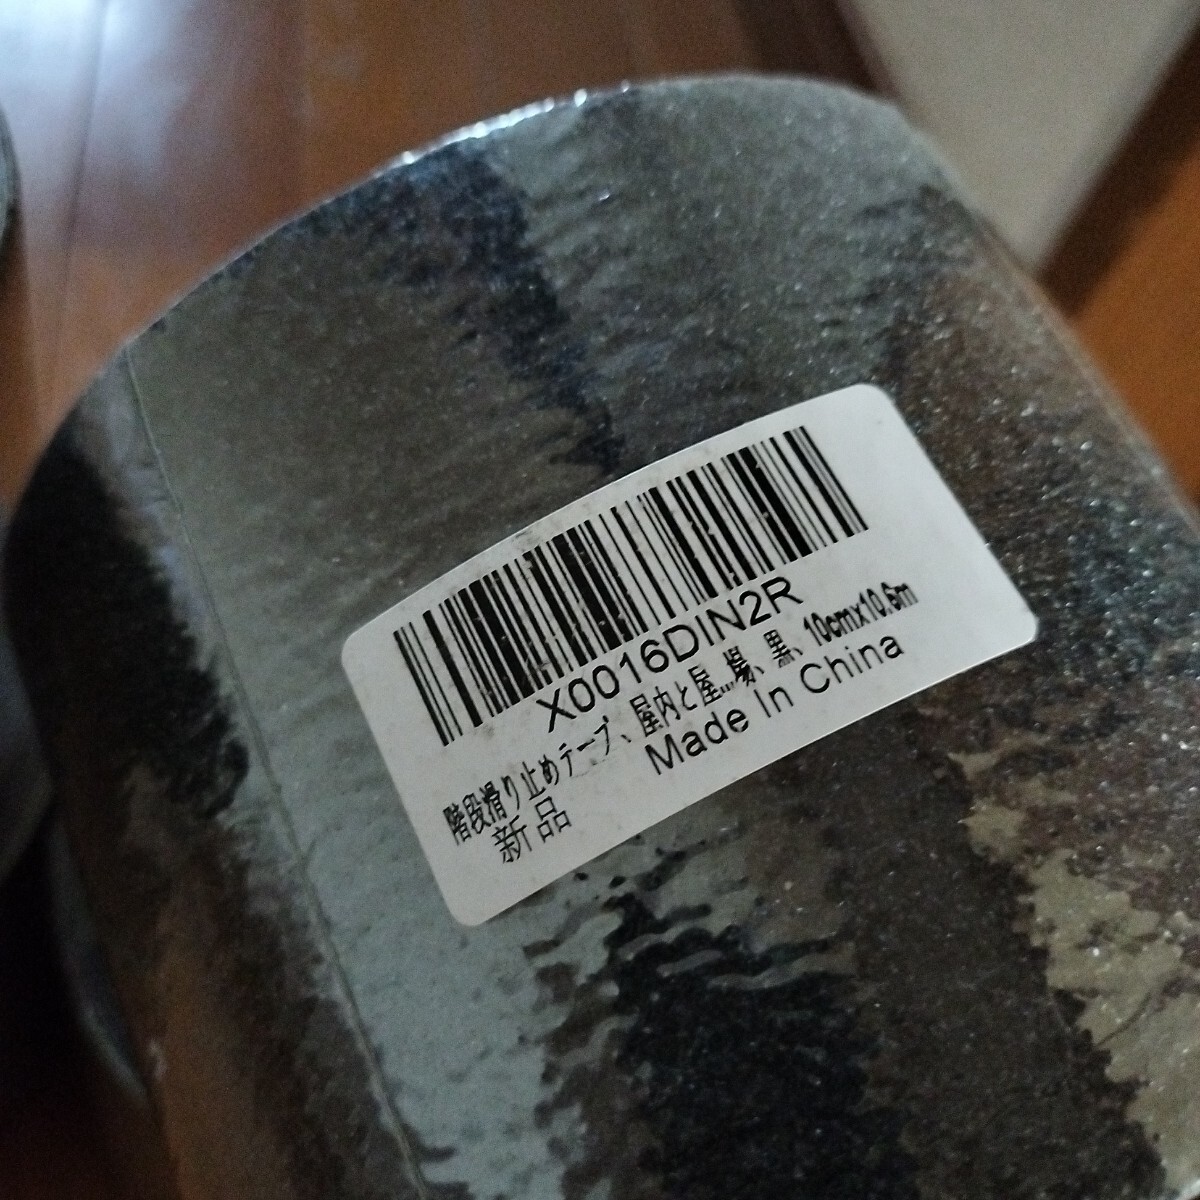 X0016DIN2R
階段滑り止めテープ、屋内と屋...場、黒、10cmx10.6m
新品
Made In China